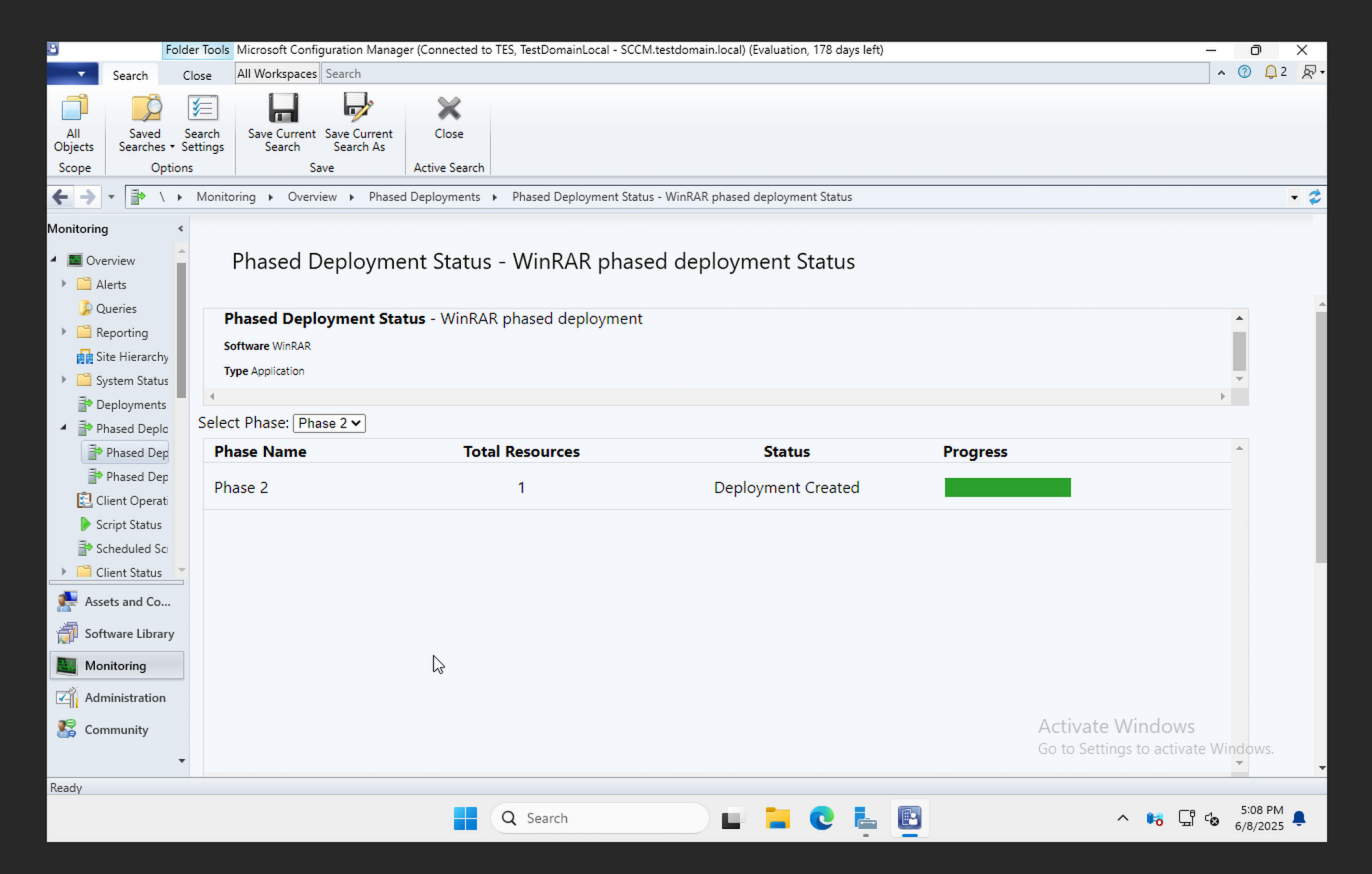 Folder Tools Microsoft Configuration Manager (Connected to TES, TestDomainLocal - SCCM.testdomain.local) (Evaluation, 178 days left)
Search Close All Workspaces Search 2
All Objects
Saved Searches
Search Settings
Save Current Search
Save Current Search As
Close
Scope Options Save Active Search
\ Monitoring Overview Phased Deployments Phased Deployment Status - WinRAR phased deployment Status
Monitoring
Overview
Alerts
Queries
Reporting
Site Hierarchy
System Status
Deployments
Phased Deplo
Phased Dep
Phased Dep
Client Operati
Script Status
Scheduled Sc
Client Status
Assets and Co...
Software Library
Monitoring
Administration
Community
Phased Deployment Status - WinRAR phased deployment Status
Phased Deployment Status - WinRAR phased deployment
Software WinRAR
Type Application
Select Phase: Phase 2
Phase Name Total Resources Status Progress
Phase 2 1 Deployment Created
Activate Windows
Go to Settings to activate Windows.
Ready
Search
5:08 PM
6/8/2025